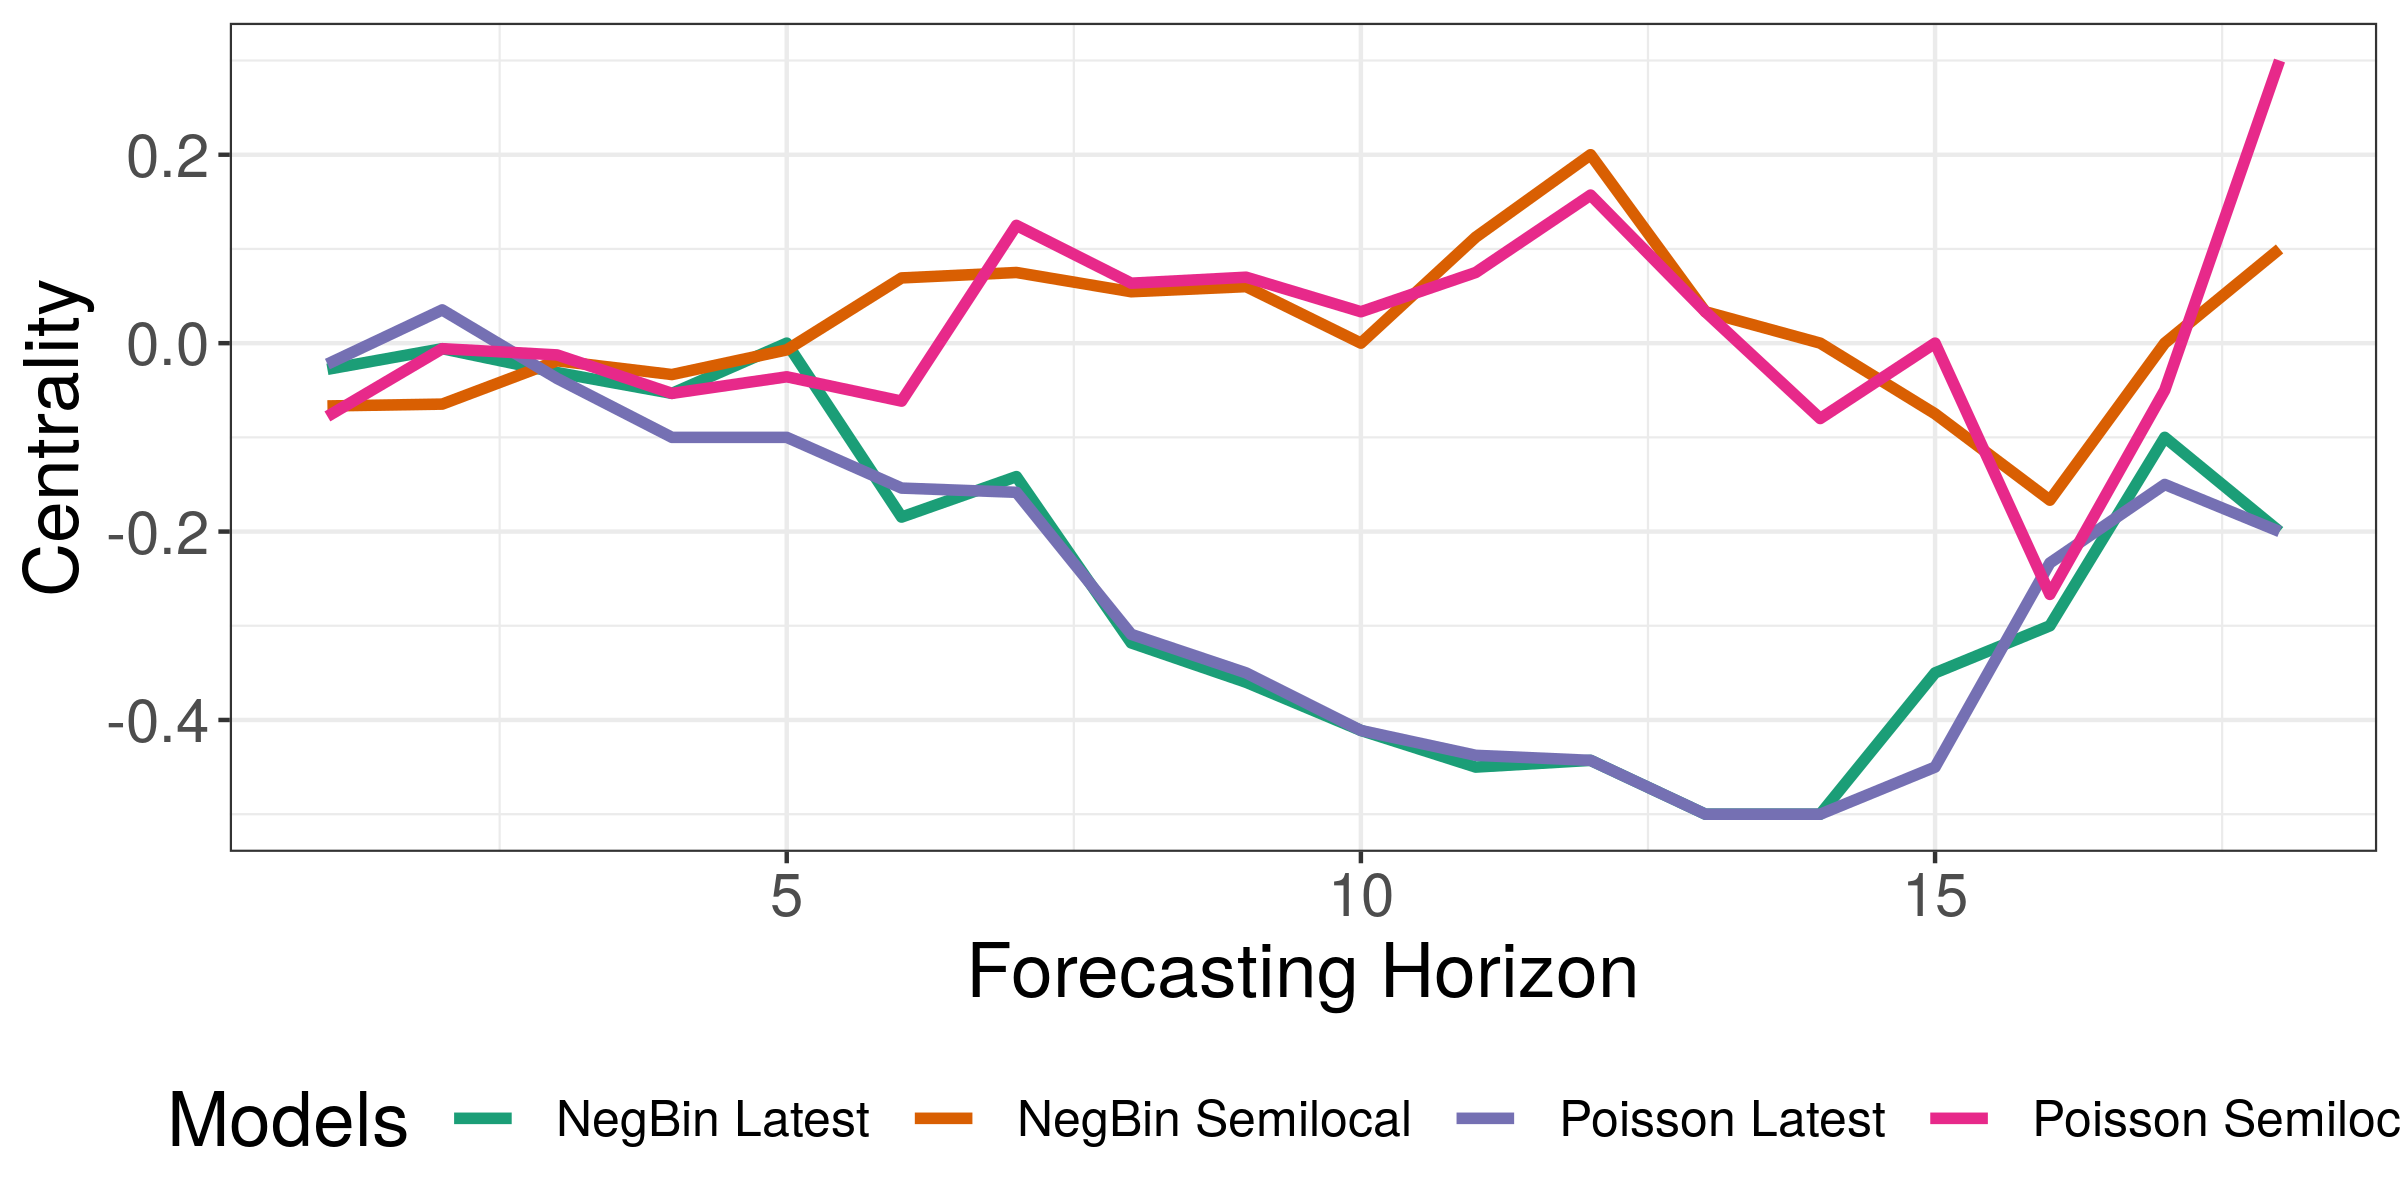 Centrality
0.2
0.0
-0.2
-0.4
5 10 15
Forecasting Horizon
Models NegBin Latest NegBin Semilocal Poisson Latest Poisson Semiloc